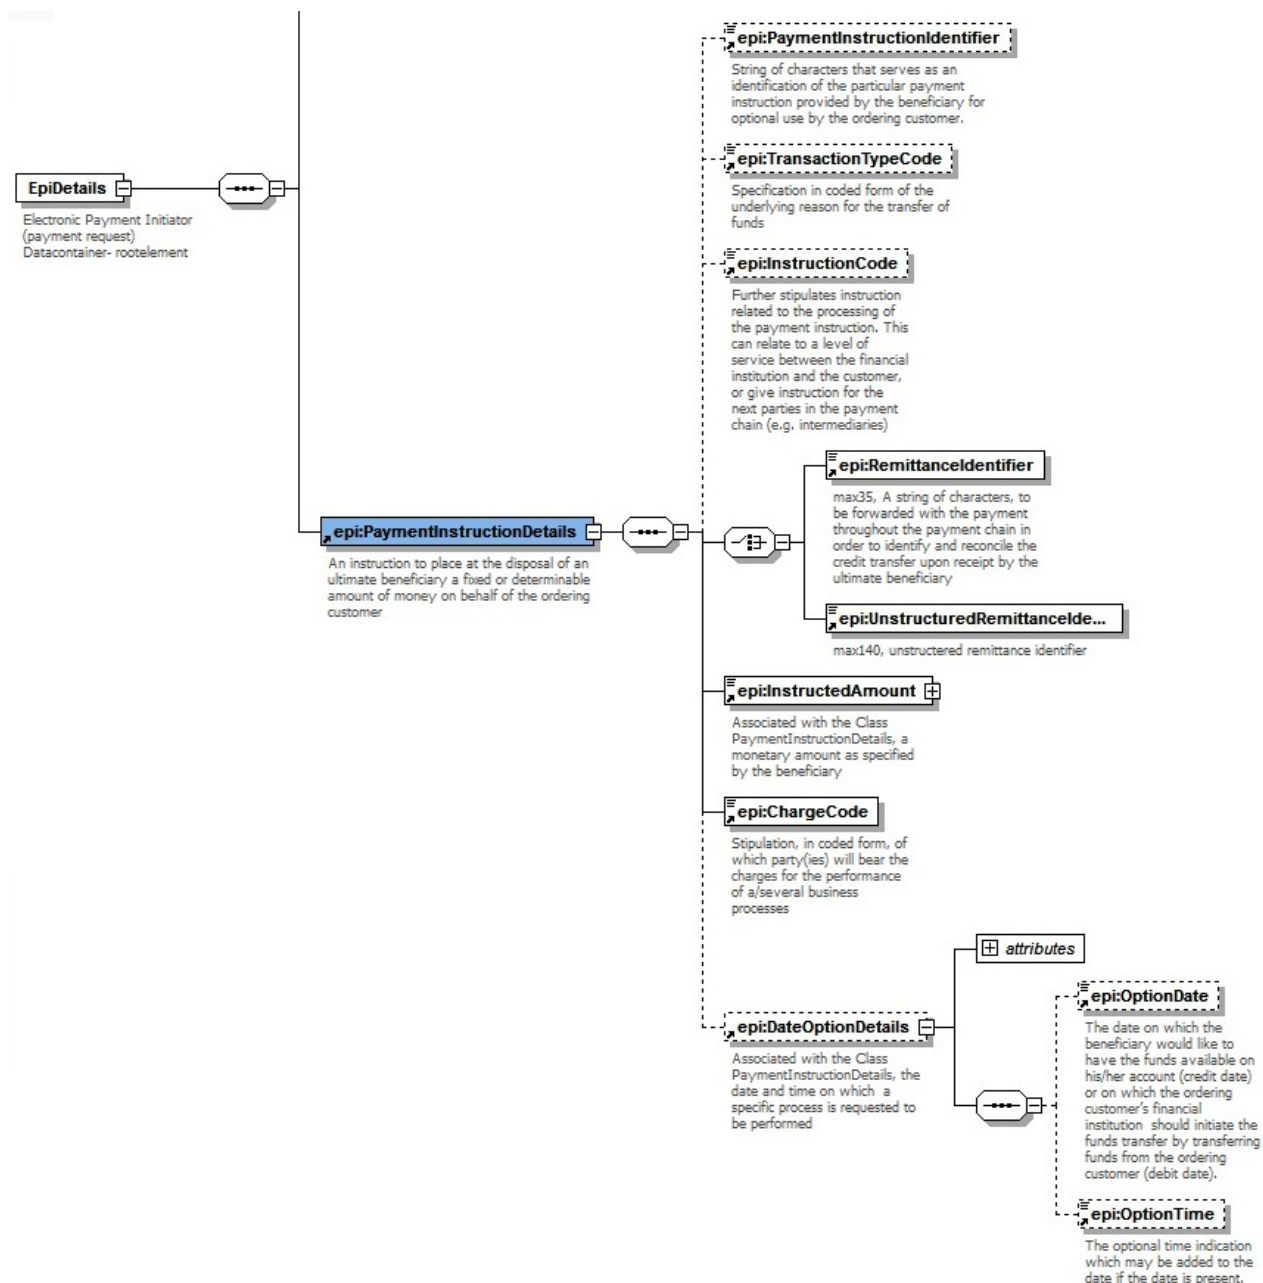 epi:PaymentInstructionIdentifier
String of characters that serves as an
identification of the particular payment
instruction provided by the beneficiary for
optional use by the ordering customer.
epi:TransactionTypeCode
Specification in coded form of the
underlying reason for the transfer of
funds
EpiDetails
Electronic Payment Initiator
(payment request)
Datacontainer- rootelement
epi:InstructionCode
Further stipulates instruction
related to the processing of
the payment instruction. This
can relate to a level of
service between the financial
institution and the customer,
or give instruction for the
next parties in the payment
chain (e.g. intermediaries)
epi:PaymentInstructionDetails
An instruction to place at the disposal of an
ultimate beneficiary a fixed or determinable
amount of money on behalf of the ordering
customer
epi:RemittanceIdentifier
max35, A string of characters, to
be forwarded with the payment
throughout the payment chain in
order to identify and reconcile the
credit transfer upon receipt by the
ultimate beneficiary
epi:UnstructuredRemittanceIde...
max140, unstructered remittance identifier
epi:InstructedAmount
Associated with the Class
PaymentInstructionDetails, a
monetary amount as specified
by the beneficiary
epi:ChargeCode
Stipulation, in coded form, of
which party(ies) will bear the
charges for the performance
of a/several business
processes
epi:DateOptionDetails
Associated with the Class
PaymentInstructionDetails, the
date and time on which a
specific process is requested to
be performed
attributes
epi:OptionDate
The date on which the
beneficiary would like to
have the funds available on
his/her account (credit date)
or on which the ordering
customer's financial
institution should initiate the
funds transfer by transferring
funds from the ordering
customer (debit date).
epi:OptionTime
The optional time indication
which may be added to the
date if the date is present.